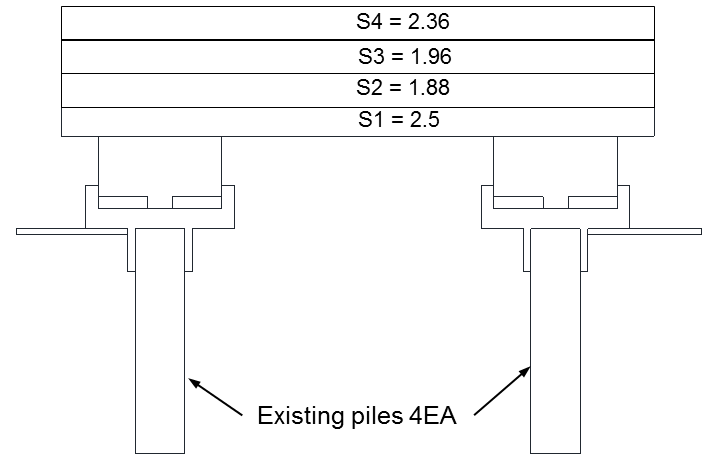 S4 = 2.36
S3 = 1.96
S2 = 1.88
S1 = 2.5
Existing piles 4EA